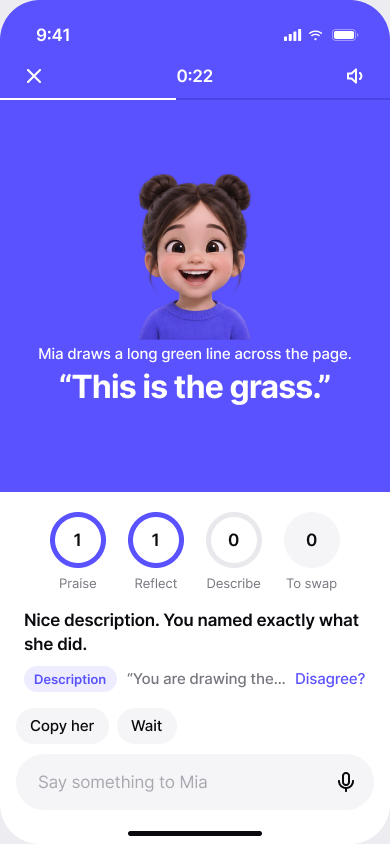 9:41
0:22
Mia draws a long green line across the page.
“This is the grass.”
1 1 0 0
Praise Reflect Describe To swap
Nice description. You named exactly what
she did.
Description “You are drawing the... Disagree?
Copy her Wait
Say something to Mia